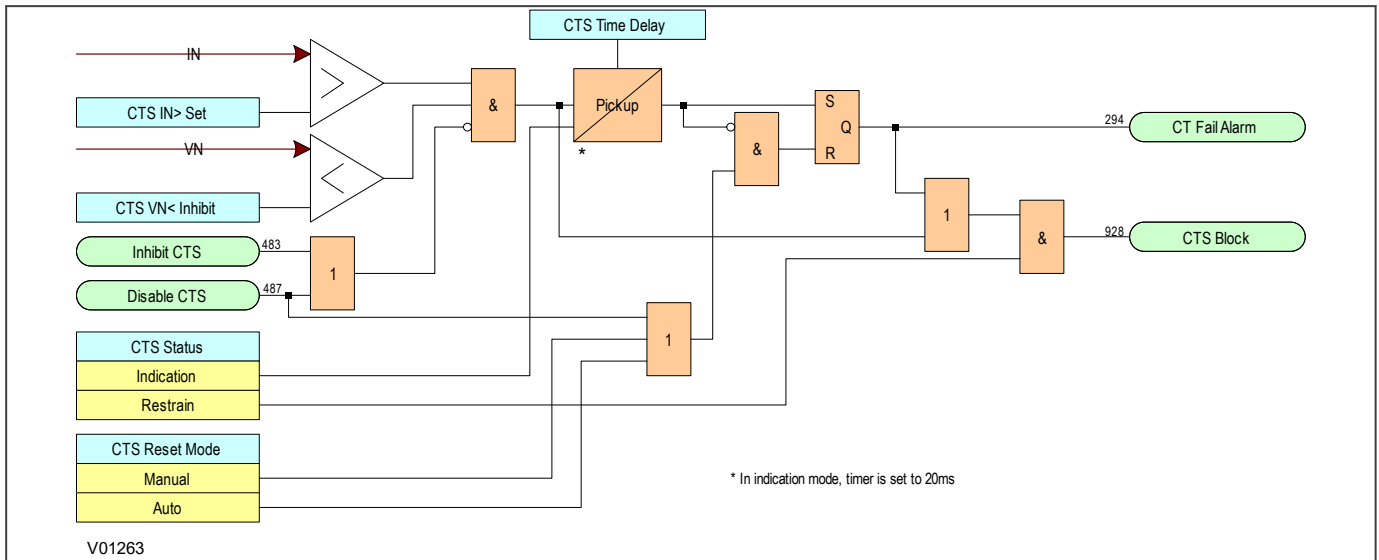 CTS Time Delay
IN
CTS IN> Set
VN
CTS VN< Inhibit
&
Pickup
*
&
S
Q
R
294
CT Fail Alarm
1
&
928
CTS Block
Inhibit CTS
483
1
Disable CTS
487
1
CTS Status
Indication
Restrain
CTS Reset Mode
Manual
Auto
* In indication mode, timer is set to 20ms
V01263